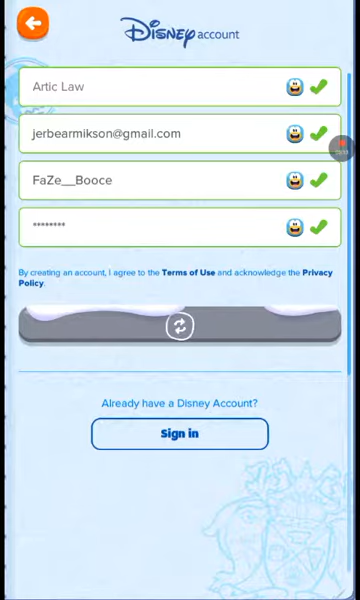 Disney account
Artic Law
jerbearmikson@gmail.com
FaZe__Booce
********
By creating an account, I agree to the Terms of Use and acknowledge the Privacy
Policy.
Already have a Disney Account?
Sign in